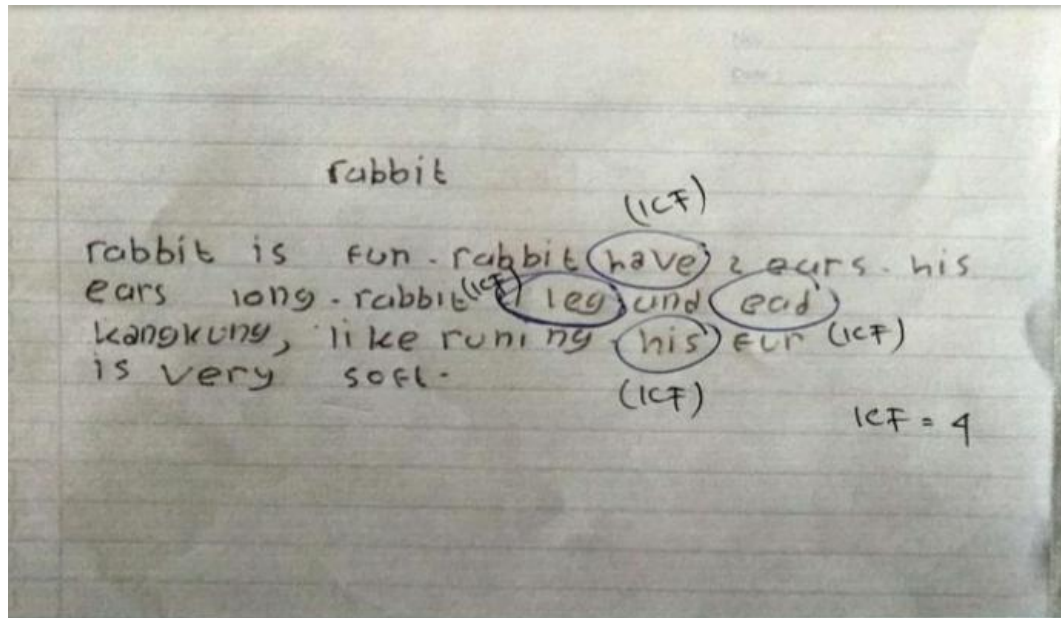 rabbit
(ICF)
rabbit is fun. rabbit have 2 ears. his
ears long. rabbit (ICF) leg and ead
kangkung, like runing. his fur (ICF)
is very soft.
(ICF)
ICF = 4